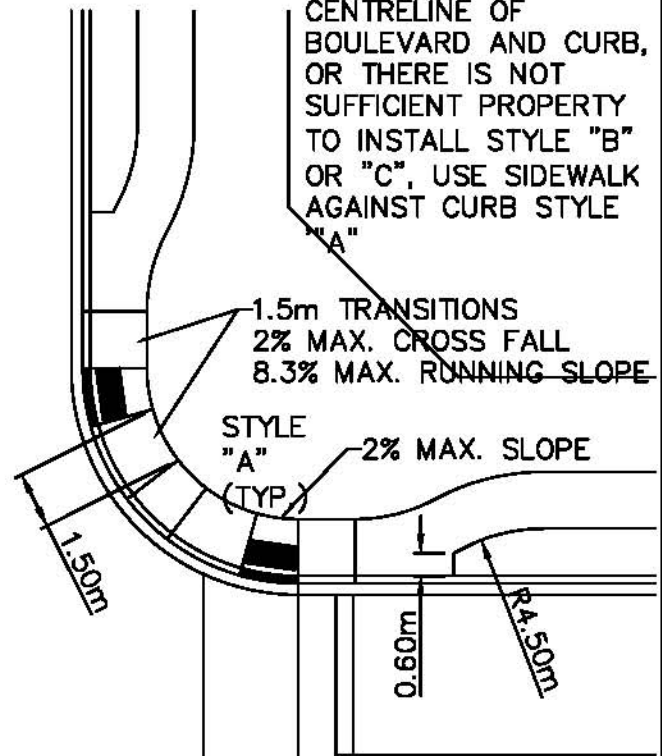 CENTRELINE OF
BOULEVARD AND CURB,
OR THERE IS NOT
SUFFICIENT PROPERTY
TO INSTALL STYLE "B"
OR "C", USE SIDEWALK
AGAINST CURB STYLE
""A"
1.5m TRANSITIONS
2% MAX. CROSS FALL
8.3% MAX. RUNNING SLOPE
STYLE
"A"
(TYP.)
2% MAX. SLOPE
1.50m
0.60m
R4.50m